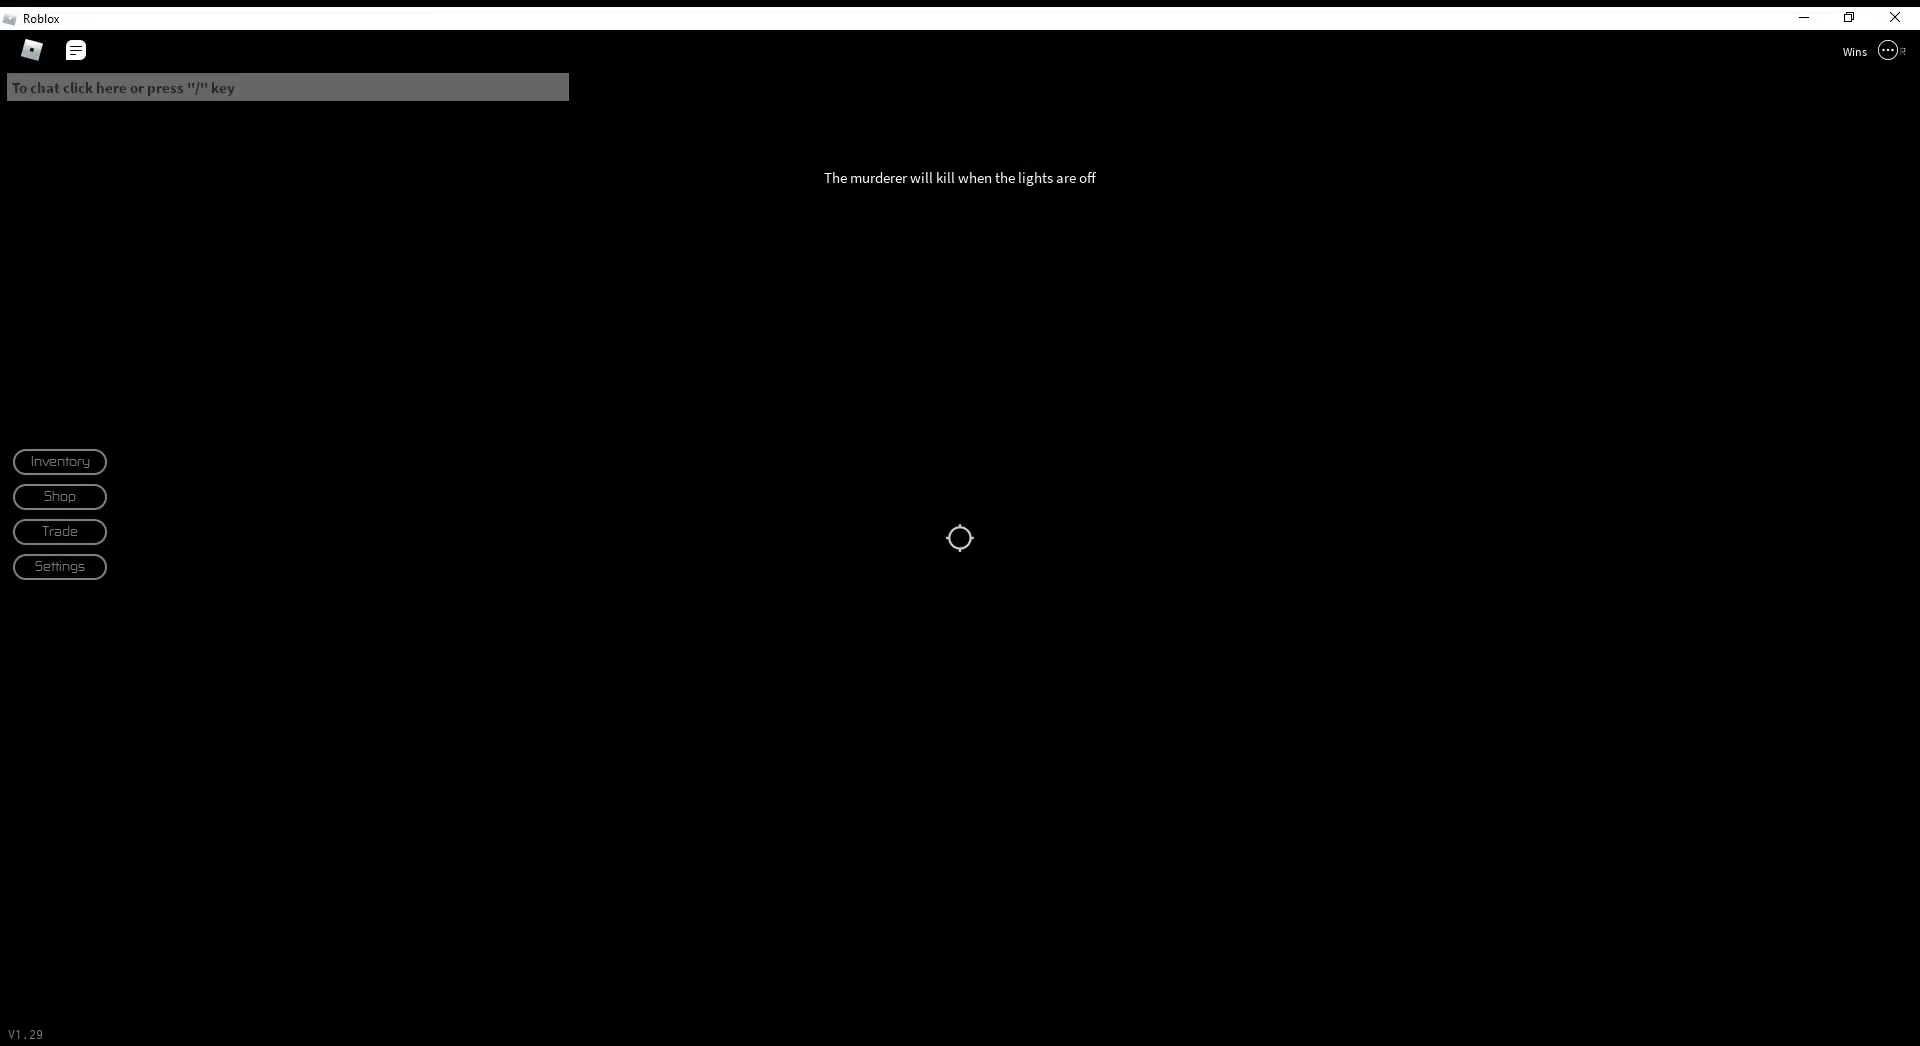 Roblox
Wins
To chat click here or press "/" key
The murderer will kill when the lights are off
Inventory
Shop
Trade
Settings
V1.29